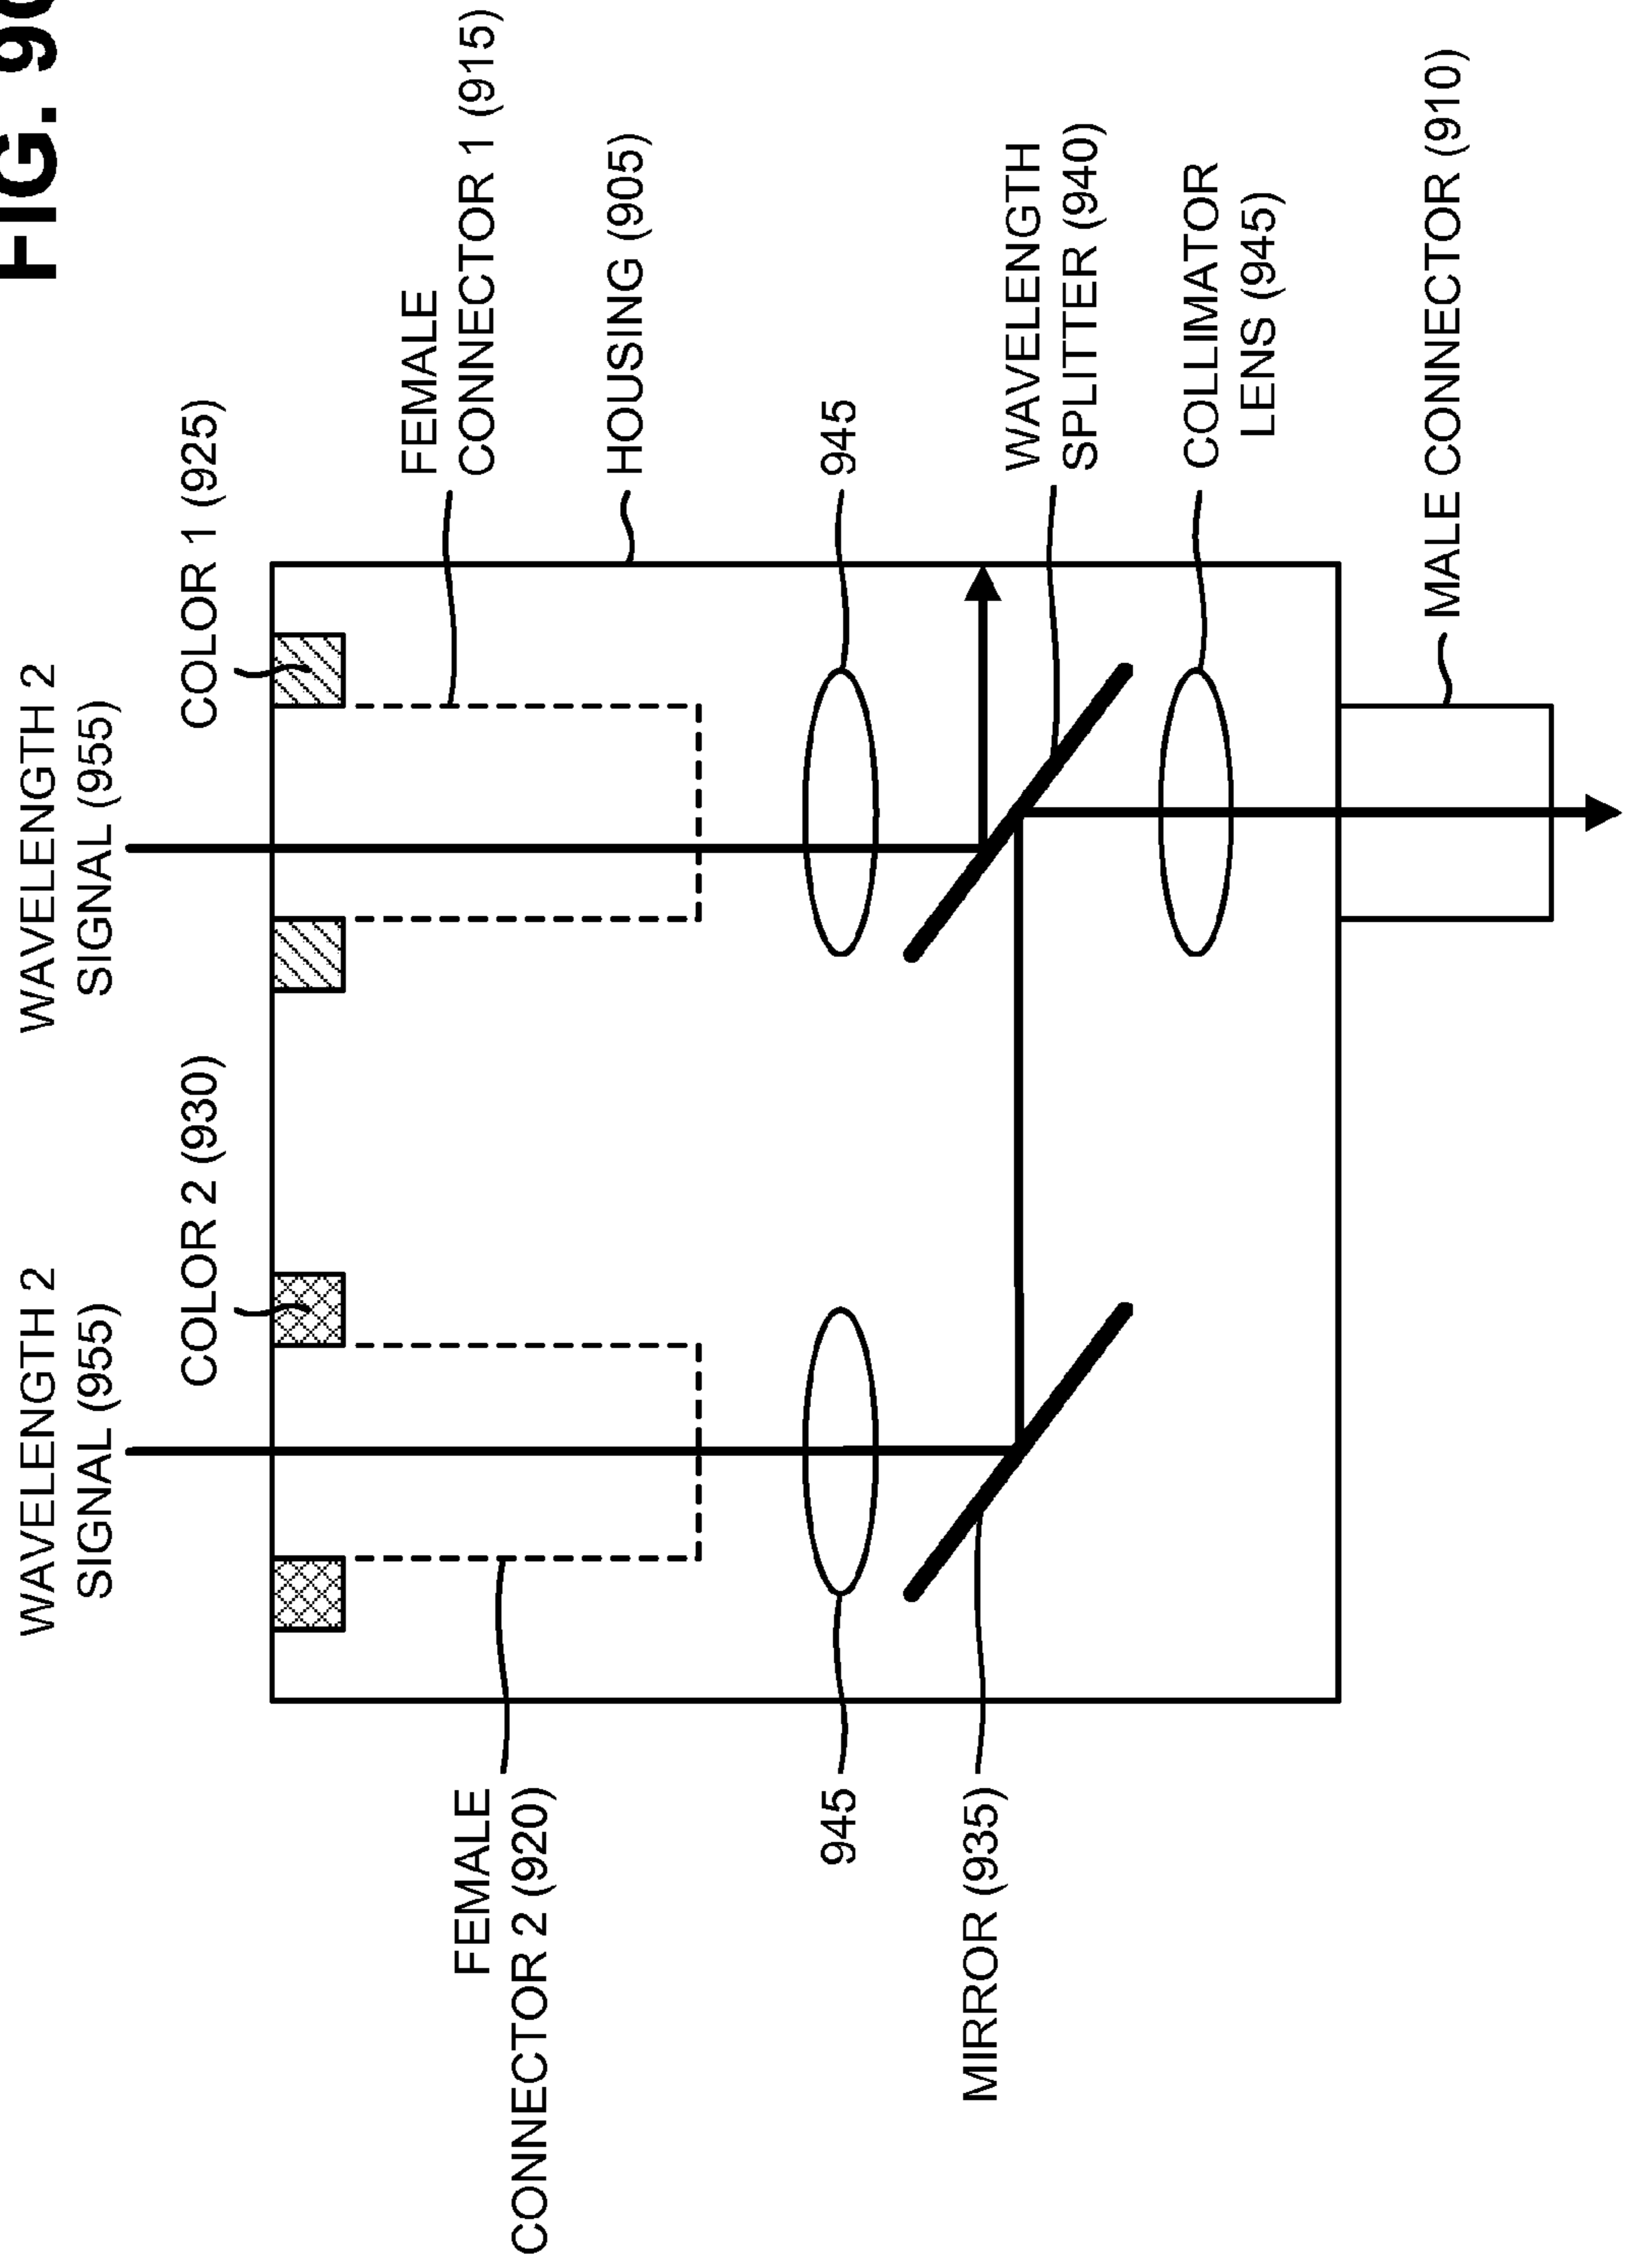 FIG. 9
WAVELENGTH 2
SIGNAL (955)
WAVELENGTH 2
SIGNAL (955)
COLOR 2 (930)
COLOR 1 (925)
FEMALE
CONNECTOR 1 (915)
FEMALE
CONNECTOR 2 (920)
HOUSING (905)
945
945
MIRROR (935)
WAVELENGTH
SPLITTER (940)
COLLIMATOR
LENS (945)
MALE CONNECTOR (910)